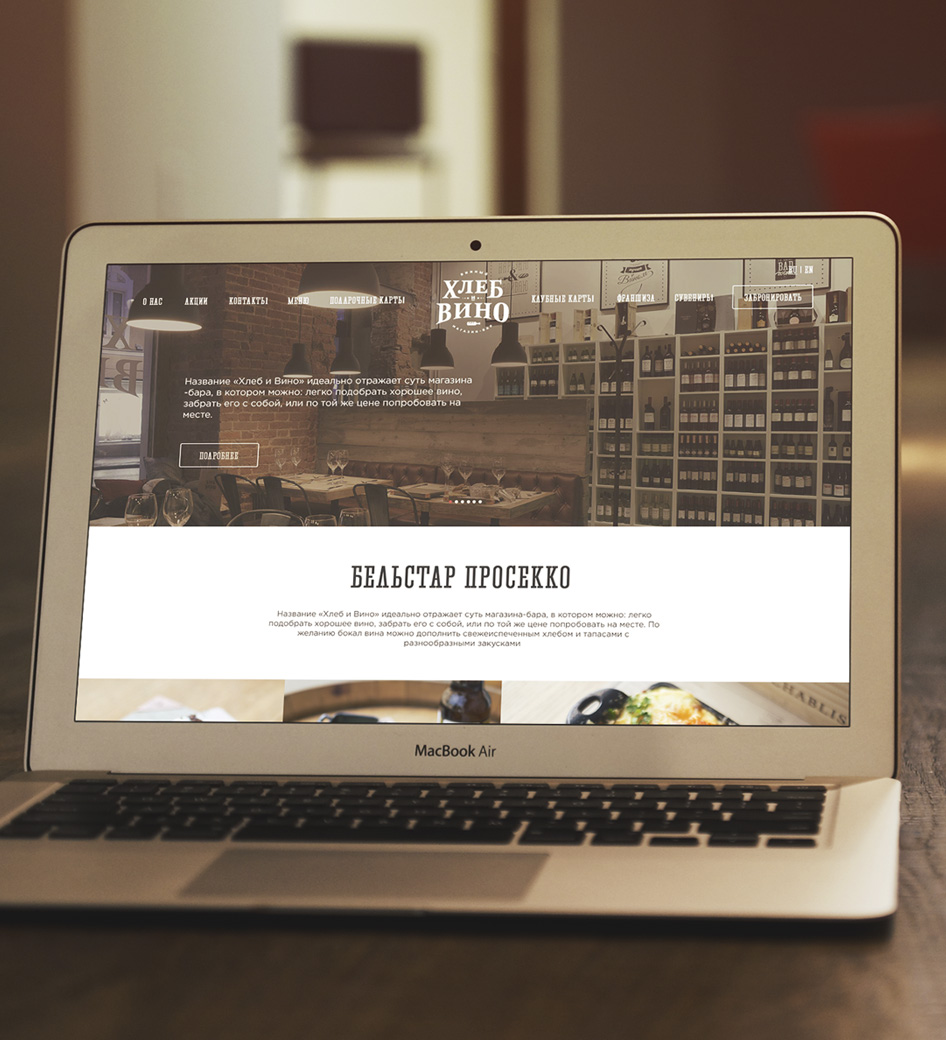 RU | EN
О НАС
АКЦИИ
КОНТАКТЫ
МЕНЮ
ПОДАРОЧНЫЕ КАРТЫ
ХЛЕБ
И
ВИНО
МАГАЗИН-БАР
КЛУБНЫЕ КАРТЫ
ФРАНШИЗА
СУВЕНИРЫ
ЗАБРОНИРОВАТЬ
Название «Хлеб и Вино» идеально отражает суть магазина
-бара, в котором можно: легко подобрать хорошее вино,
забрать его с собой, или по той же цене попробовать на
месте.
ПОДРОБНЕЕ
БЕЛЬСТАР ПРОСЕККО
Название «Хлеб и Вино» идеально отражает суть магазина-бара, в котором можно: легко
подобрать хорошее вино, забрать его с собой, или по той же цене попробовать на месте. По
желанию бокал вина можно дополнить свежеиспеченным хлебом и тапасами с
разнообразными закусками
CHABLIS
MacBook Air